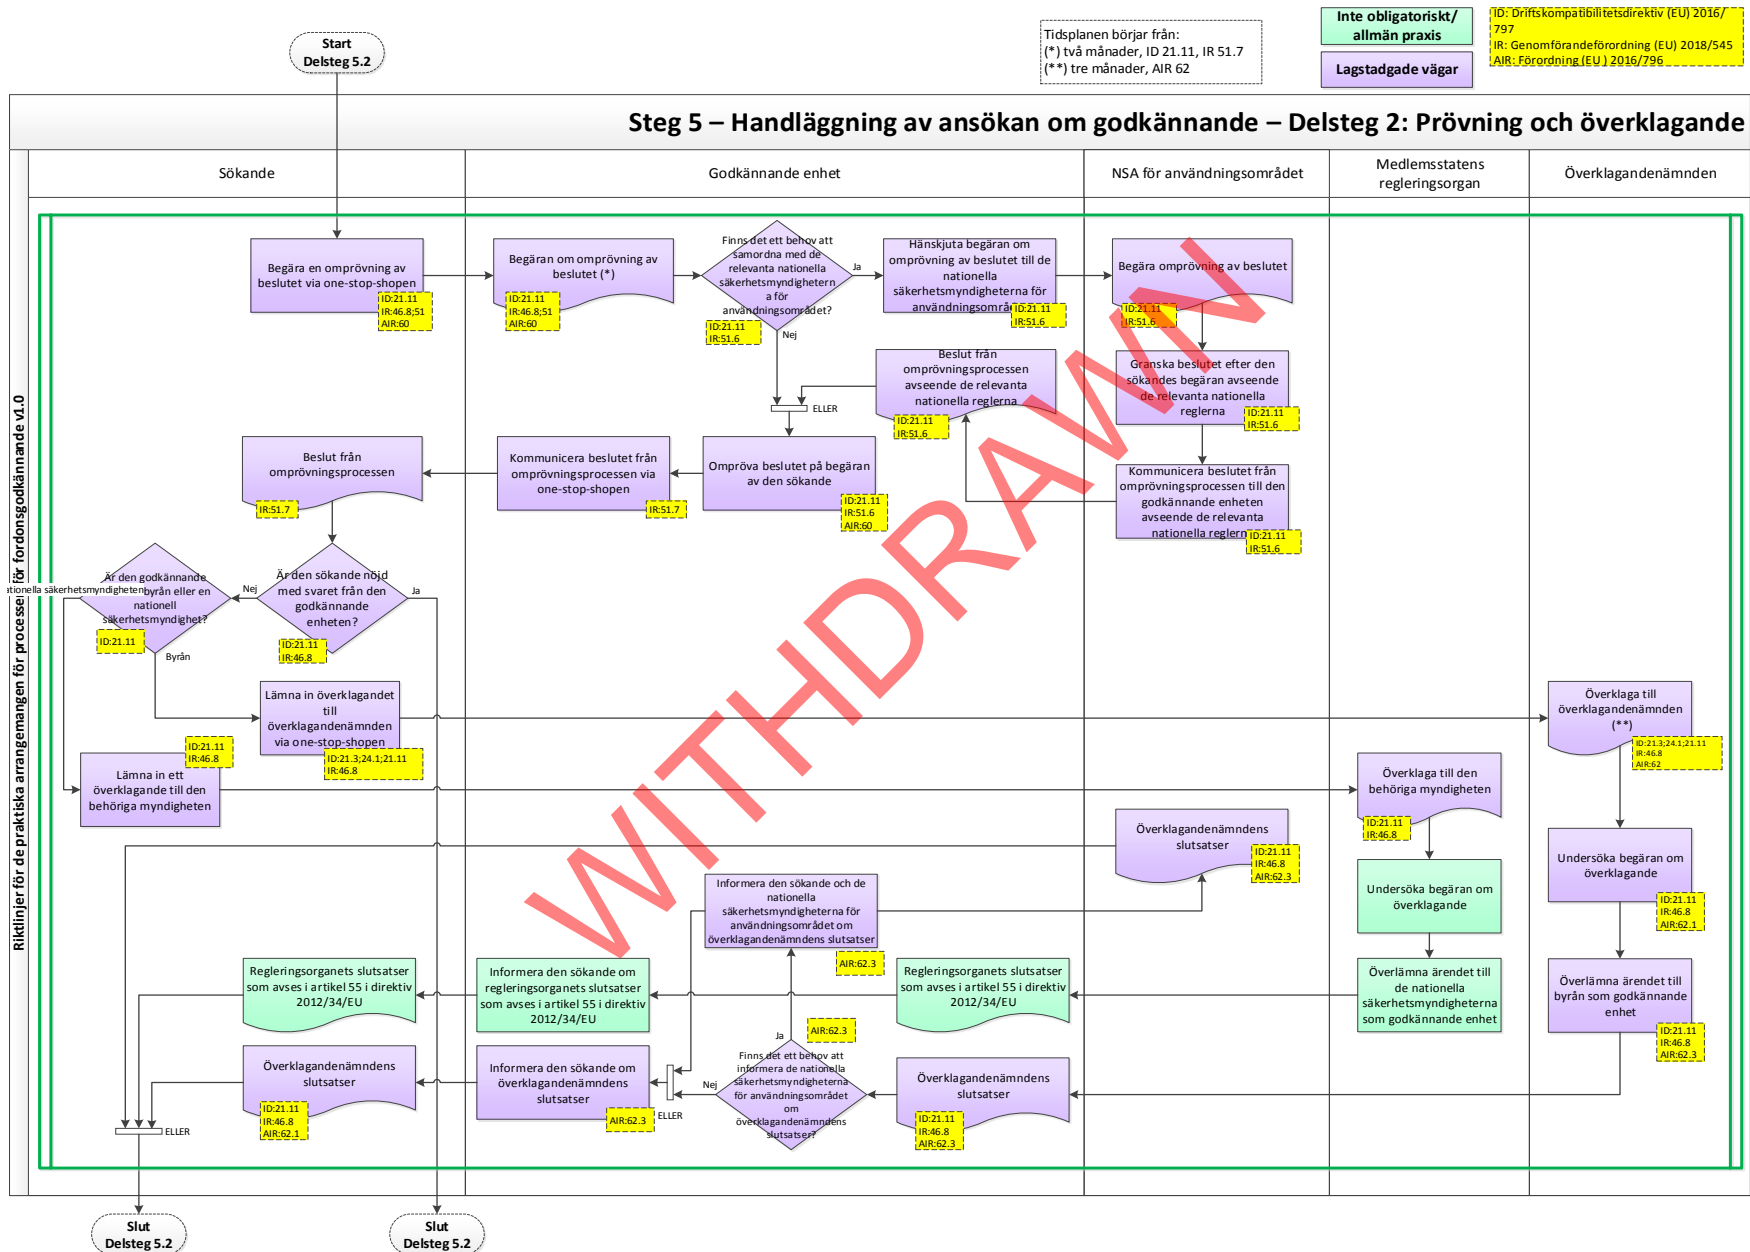 Start
Delsteg 5.2
Tidsplanen börjar från:
(*) två månader, ID 21.11, IR 51.7
(**) tre månader, AIR 62
Inte obligatoriskt/
allmän praxis
Lagstadgade vägar
ID: Driftskompatibilitetsdirektiv (EU) 2016/
797
IR: Genomförandeförordning (EU) 2018/545
AIR: Förordning (EU ) 2016/796
Steg 5 – Handläggning av ansökan om godkännande – Delsteg 2: Prövning och överklagande
Riktlinjer för de praktiska arrangemangen för processen för fordonsgodkännande v1.0
Sökande
Godkännande enhet
NSA för användningsområdet
Medlemsstatens
regleringsorgan
Överklagandenämnden
Begära en omprövning av
beslutet via one-stop-shopen
ID:21.11
IR:46.8;51
AIR:60
Begäran om omprövning av
beslutet (*)
ID:21.11
IR:46.8;51
AIR:60
Finns det ett behov att
samordna med de
relevanta nationella
säkerhetsmyndighetern
a för
användningsområdet?
ID:21.11
IR:51.6
Ja
Nej
Hänskjuta begäran om
omprövning av beslutet till de
nationella
säkerhetsmyndigheterna för
ID:21.11
IR:51.6
Begära omprövning av beslutet
ID:21.11
IR:51.6
Beslut från
omprövningsprocessen
avseende de relevanta
nationella reglerna
ID:21.11
IR:51.6
Granska beslutet efter den
sökandes begäran avseende
de relevanta nationella
reglerna
ID:21.11
IR:51.6
ELLER
Beslut från
omprövningsprocessen
IR:51.7
Kommunicera beslutet från
omprövningsprocessen via
one-stop-shopen
IR:51.7
Ompröva beslutet på begäran
av den sökande
ID:21.11
IR:51.6
AIR:60
Kommunicera beslutet från
omprövningsprocessen till den
godkännande enheten
avseende de relevanta
nationella
ID:21.11
IR:51.6
Är den godkännande
byrån eller en
nationell
säkerhetsmyndighet?
säkerhetsmyndigheten
ID:21.11
Byrån
Nej
Är den sökande nöjd
med svaret från den
godkännande
enheten?
ID:21.11
IR:46.8
Ja
Lämna in överklagandet
till
överklagandenämnden
via one-stop-shopen
ID:21.3;24.1;21.11
IR:46.8
Överklaga till
överklagandenämnden
(**)
ID:21.3;24.1;21.11
IR:46.8
AIR:62
ID:21.11
IR:46.8
Lämna in ett
överklagande till den
behöriga myndigheten
Överklaga till den
behöriga myndigheten
ID:21.11
IR:46.8
Överklagandenämndens
slutsatser
ID:21.11
IR:46.8
AIR:62.3
Undersöka begäran om
överklagande
Undersöka begäran om
överklagande
ID:21.11
IR:46.8
AIR:62.1
Informera den sökande och de
nationella
säkerhetsmyndigheterna för
användningsområdet om
överklagandenämndens slutsatser
AIR:62.3
Regleringsorganets slutsatser
som avses i artikel 55 i direktiv
2012/34/EU
Informera den sökande om
regleringsorganets slutsatser
som avses i artikel 55 i direktiv
2012/34/EU
Regleringsorganets slutsatser
som avses i artikel 55 i direktiv
2012/34/EU
Överlämna ärendet till
de nationella
säkerhetsmyndigheterna
som godkännande enhet
Överlämna ärendet till
byrån som godkännande
enhet
ID:21.11
IR:46.8
AIR:62.3
Ja
AIR:62.3
Överklagandenämndens
slutsatser
ID:21.11
IR:46.8
AIR:62.1
Informera den sökande om
överklagandenämndens
slutsatser
AIR:62.3
ELLER
Nej
Finns det ett behov att
informera de nationella
säkerhetsmyndigheterna
för användningsområdet
om
överklagandenämndens
slutsatser?
Överklagandenämndens
slutsatser
ID:21.11
IR:46.8
AIR:62.3
ELLER
Slut
Delsteg 5.2
Slut
Delsteg 5.2
WITHDRAWN